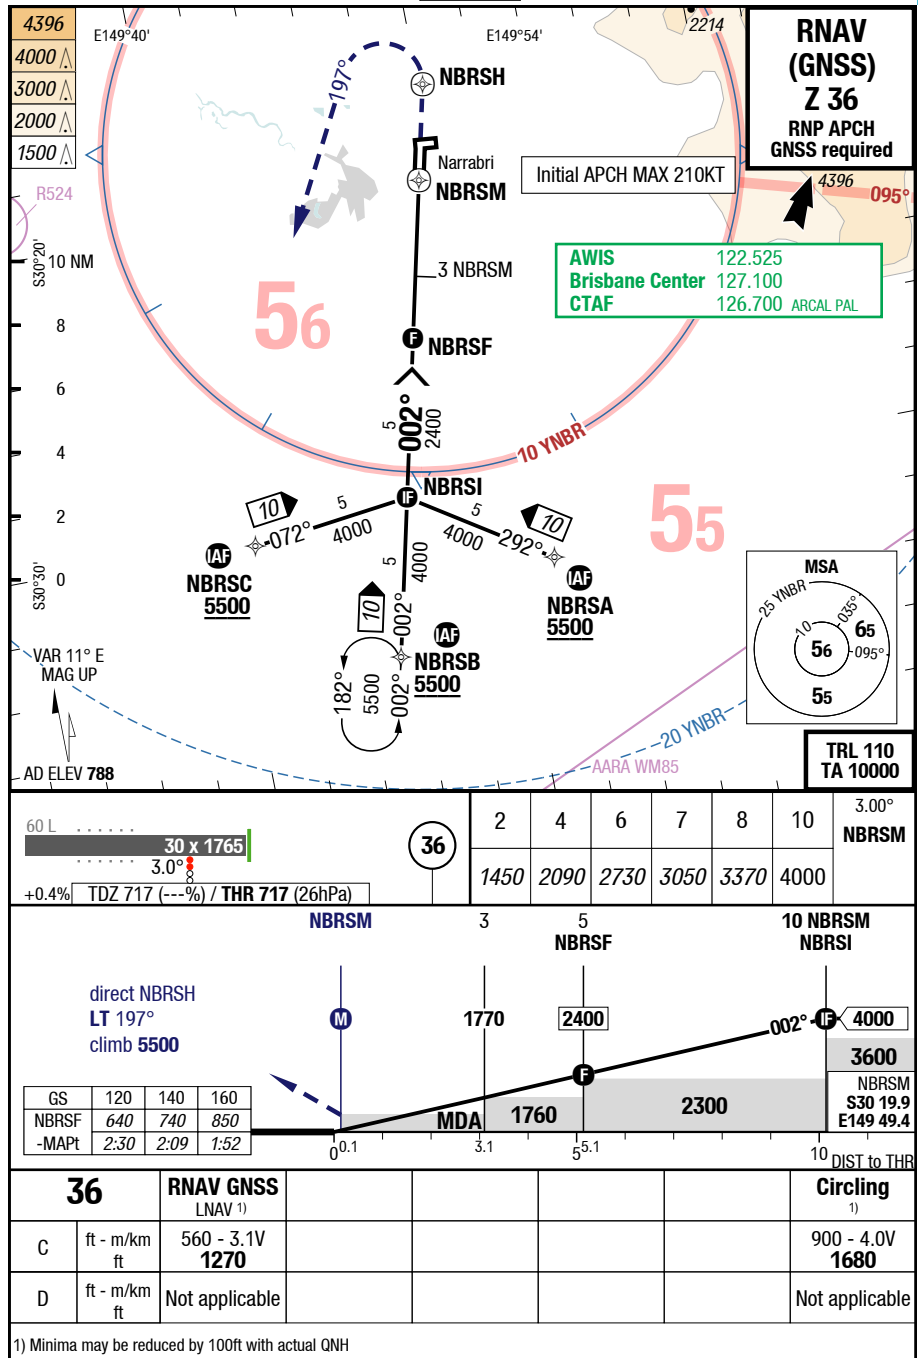 4396
4000
3000
2000
1500
E149°40'
E149°54'
2214
RNAV
(GNSS)
Z 36
RNP APCH
GNSS required
197°
NBRSH
Narrabri
NBRSM
Initial APCH MAX 210KT
4396
095°
R524
S30°20'
10 NM
3 NBRSM
AWIS 122.525
Brisbane Center 127.100
CTAF 126.700 ARCAL PAL
56
8
NBRSF
6
5
002°
2400
4
10 YNBR
NBRSI
2
10
5
072°
4000
5
4000
292°
10
55
IAF
NBRSC
5500
IAF
NBRSA
5500
S30°30'
0
5
4000
10
002°
IAF
NBRSB
5500
182°
5500
002°
MSA
25 YNBR
10
035°
56
65
095°
55
VAR 11° E
MAG UP
20 YNBR
AARA WM85
AD ELEV 788
TRL 110
TA 10000
60 L
30 x 1765
3.0°
+0.4%
TDZ 717 (---%) / THR 717 (26hPa)
36
2 4 6 7 8 10
3.00°
NBRSM
1450 2090 2730 3050 3370 4000
NBRSM 3 5 10 NBRSM
NBRSF NBRSI
direct NBRSH
LT 197°
climb 5500
M
1770
2400
002°
IF
4000
F
3600
GS 120 140 160
NBRSF 640 740 850
-MAPt 2:30 2:09 1:52
MDA
1760
2300
NBRSM
S30 19.9
E149 49.4
0 0.1 3.1 5 5.1 10
DIST to THR
36
RNAV GNSS
LNAV 1)
Circling
1)
C
ft - m/km
ft
560 - 3.1V
1270
900 - 4.0V
1680
D
ft - m/km
ft
Not applicable
Not applicable
1) Minima may be reduced by 100ft with actual QNH